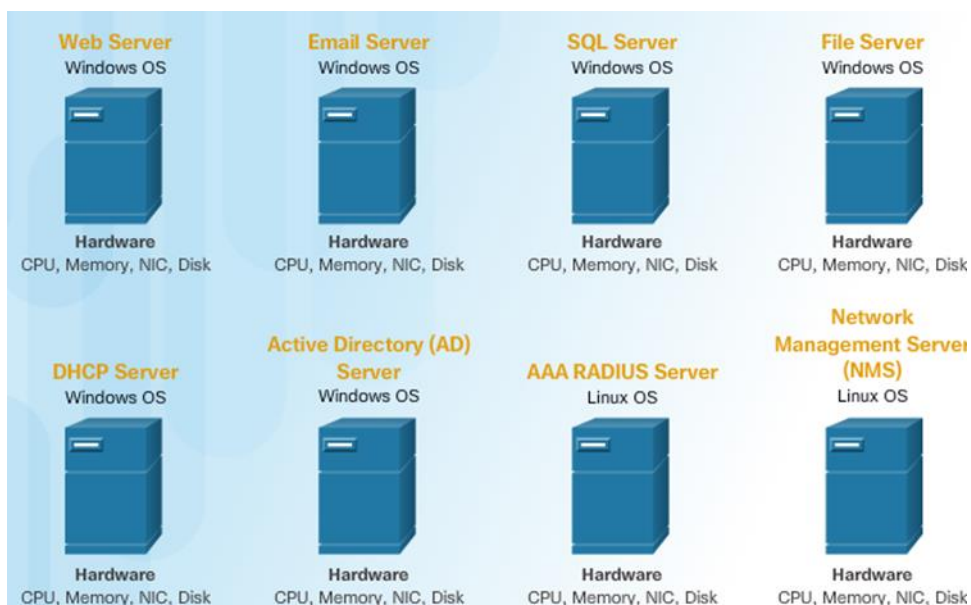 Web Server
Windows OS
Hardware
CPU, Memory, NIC, Disk
Email Server
Windows OS
Hardware
CPU, Memory, NIC, Disk
SQL Server
Windows OS
Hardware
CPU, Memory, NIC, Disk
File Server
Windows OS
Hardware
CPU, Memory, NIC, Disk
DHCP Server
Windows OS
Hardware
CPU, Memory, NIC, Disk
Active Directory (AD)
Server
Windows OS
Hardware
CPU, Memory, NIC, Disk
AAA RADIUS Server
Linux OS
Hardware
CPU, Memory, NIC, Disk
Network
Management Server
(NMS)
Linux OS
Hardware
CPU, Memory, NIC, Disk